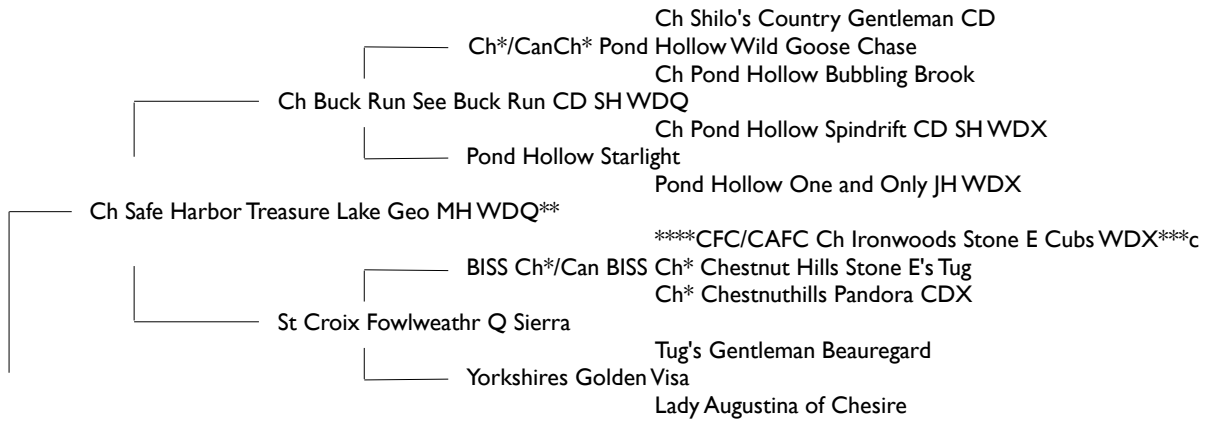 Ch Shilo's Country Gentleman CD
Ch*/CanCh* Pond Hollow Wild Goose Chase
Ch Pond Hollow Bubbling Brook
Ch Buck Run See Buck Run CD SH WDQ
Ch Pond Hollow Spindrift CD SH WDX
Pond Hollow Starlight
Pond Hollow One and Only JH WDX
Ch Safe Harbor Treasure Lake Geo MH WDQ**
****CFC/CAFC Ch Ironwoods Stone E Cubs WDX***c
BISS Ch*/Can BISS Ch* Chestnut Hills Stone E's Tug
Ch* Chestnuthills Pandora CDX
St Croix Fowlweathr Q Sierra
Tug's Gentleman Beauregard
Yorkshires Golden Visa
Lady Augustina of Chesire